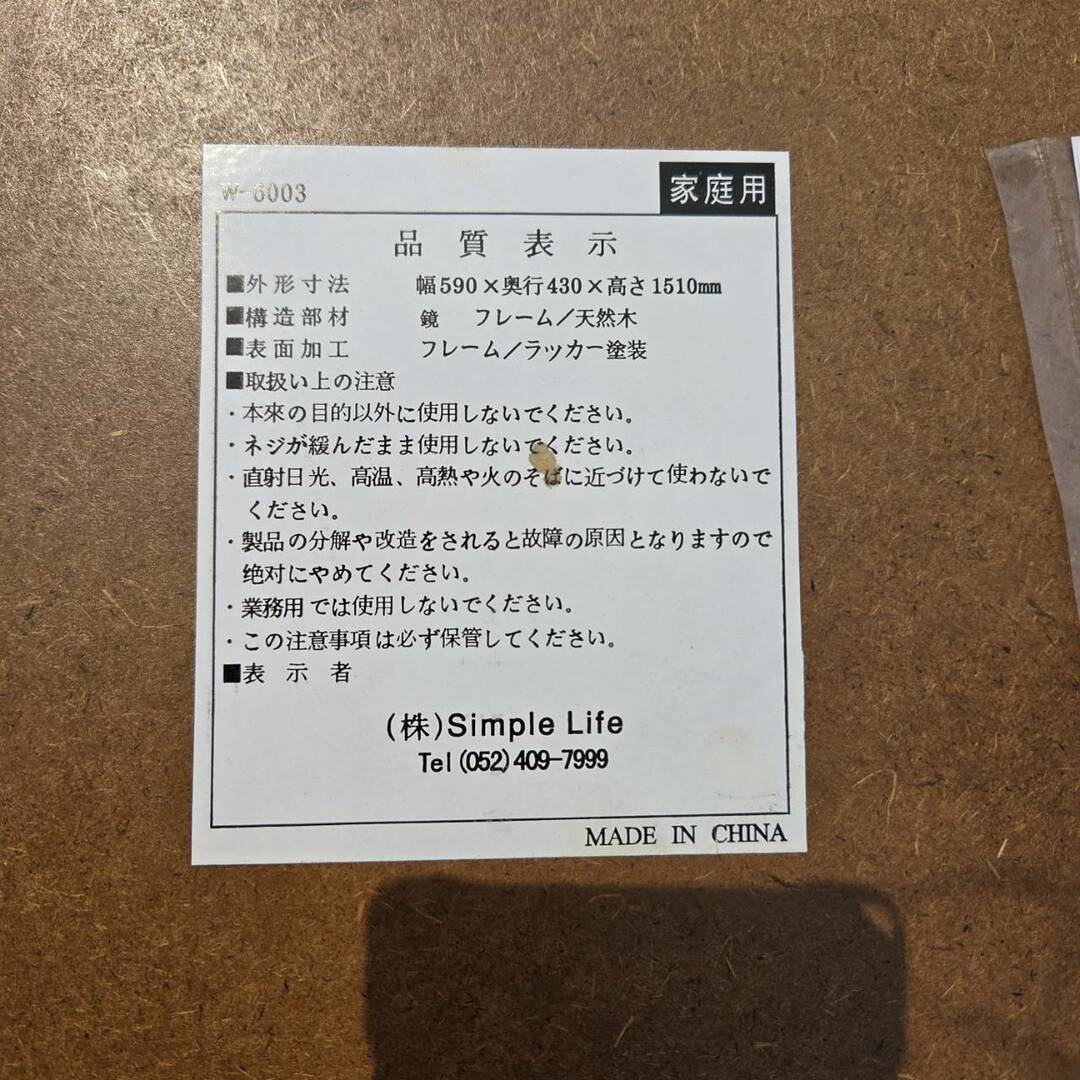 W-6003
家庭用
品質表示
■外形寸法 幅590×奥行430×高さ1510mm
■構造部材 鏡 フレーム/天然木
■表面加工 フレーム/ラッカー塗装
■取扱い上の注意
・本來の目的以外に使用しないでください。
・ネジが緩んだまま使用しないでください。
・直射日光、高温、高熱や火のそばに近づけて使わないで
ください。
・製品の分解や改造をされると故障の原因となりますので
绝対にやめてください。
・業務用では使用しないでください。
・この注意事項は必ず保管してください。
■表示者
(株)Simple Life
Tel(052)409-7999
MADE IN CHINA